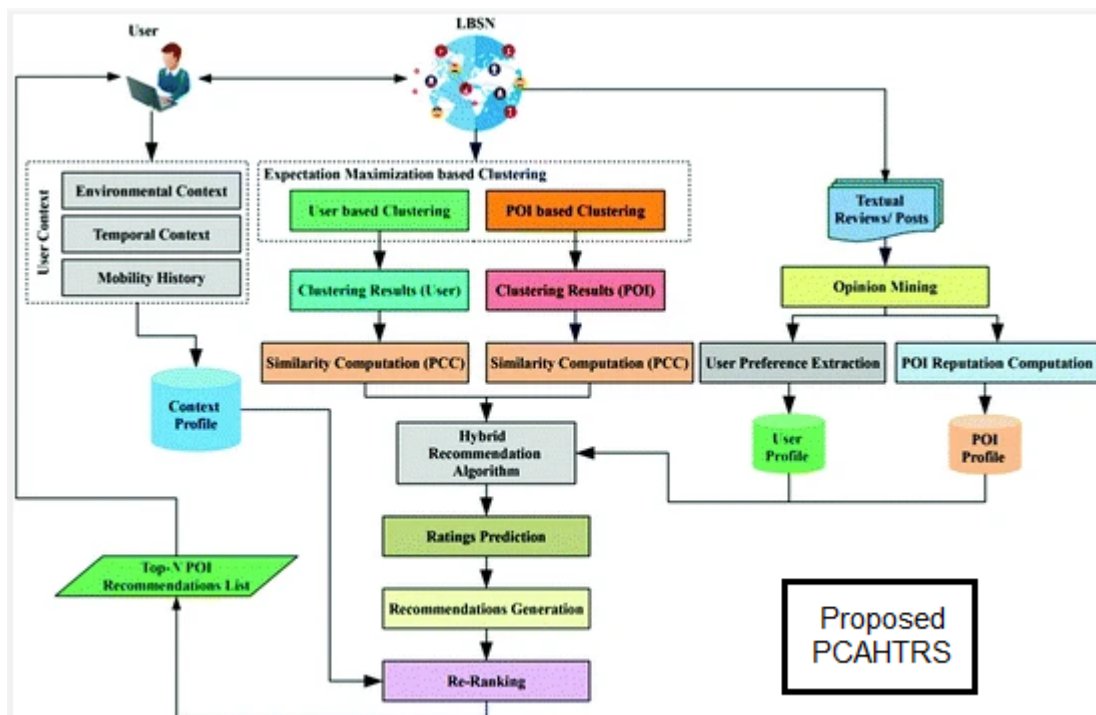 User
LBSN
User Context
Environmental Context
Temporal Context
Mobility History
Expectation Maximization based Clustering
User based Clustering
POI based Clustering
Textual
Reviews/ Posts
Clustering Results (User)
Clustering Results (POI)
Opinion Mining
Similarity Computation (PCC)
Similarity Computation (PCC)
User Preference Extraction
POI Reputation Computation
Context
Profile
Hybrid
Recommendation
Algorithm
User
Profile
POI
Profile
Ratings Prediction
Top-N POI
Recommendations List
Recommendations Generation
Re-Ranking
Proposed
PCAHTRS